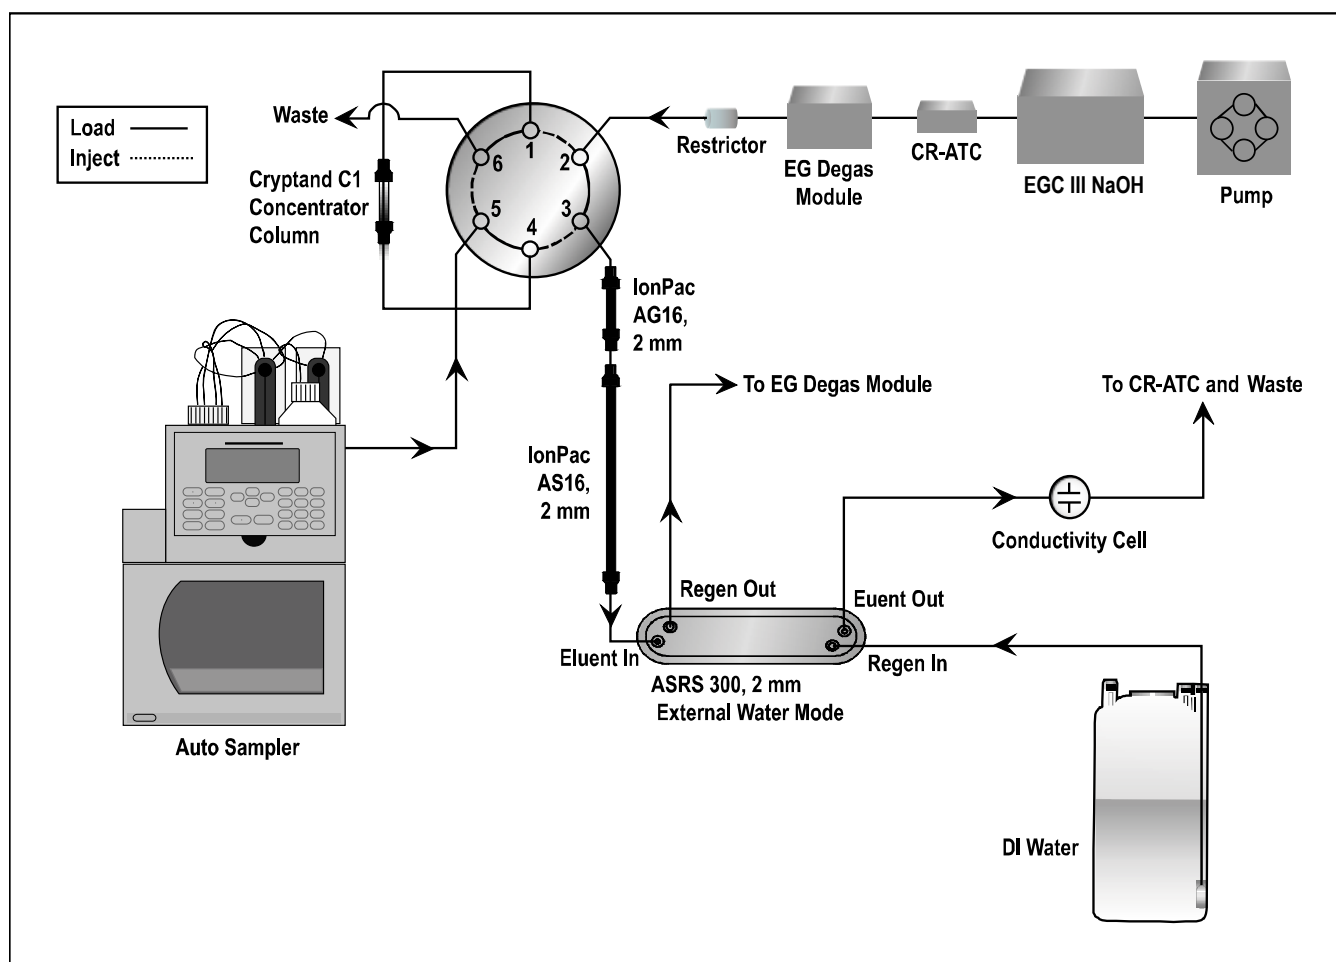 Load
Inject
Waste
Cryptand C1
Concentrator
Column
1
2
3
4
5
6
Restrictor
EG Degas
Module
CR-ATC
EGC III NaOH
Pump
IonPac
AG16,
2 mm
IonPac
AS16,
2 mm
To EG Degas Module
To CR-ATC and Waste
Conductivity Cell
Regen Out
Euent Out
Eluent In
Regen In
ASRS 300, 2 mm
External Water Mode
Auto Sampler
DI Water